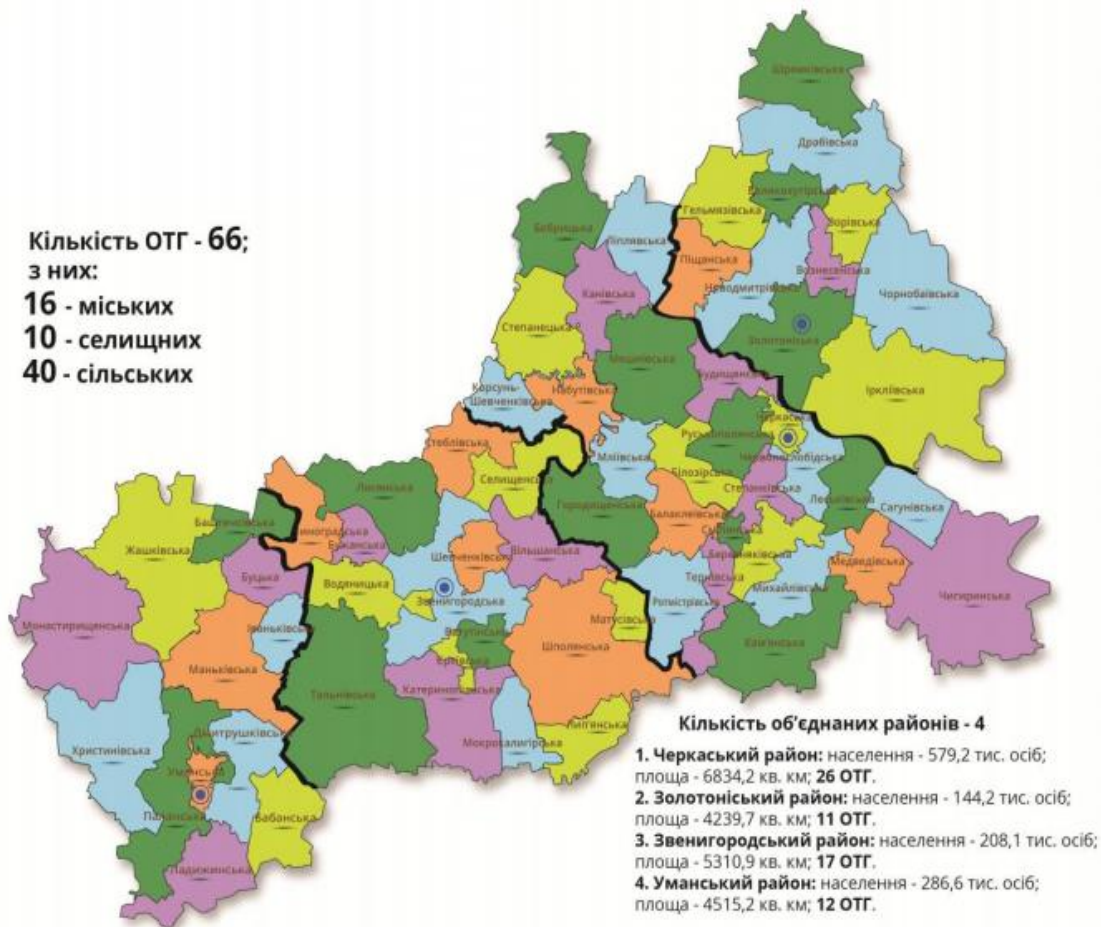 Кількість ОТГ - 66;
з них:
16 - міських
10 - селищних
40 - сільських
Шрамківська
Драбівська
Великохутірська
Гельмязівська
Зорівська
Бобрицька
Ліплявська
Піщанська
Вознесенська
Новодмитрівська
Чорнобаївська
Канівська
Степанецька
Золотоніська
Мошнівська
Будищенська
Іркліївська
Корсунь-
Шевченківська
Набутівська
Черкаська
Руськополянська
Стеблівська
Мліївська
Червонослобідська
Білозірська
Селищенська
Степанківська
Лисянська
Городищенська
Леськівська
Сагунівська
Балаклеївська
Баштечківська
Смілянська
Виноградська
Бужанська
Жашківська
Шевченківська
Вільшанська
Березняківська
Медведівська
Буцька
Водяницька
Тернівська
Михайлівська
Звенигородська
Чигиринська
Ротмістрівська
Монастирищенська
Іваньківська
Матусівська
Ватутінська
Кам'янська
Шполянська
Єрківська
Маньківська
Тальнівська
Катеринопільська
Христинівська
Дмитрушківська
Мокрокалигірська
Лип'янська
Уманська
Паланська
Бабанська
Ладижинська
Кількість об'єднаних районів - 4
1. Черкаський район: населення - 579,2 тис. осіб;
площа - 6834,2 кв. км; 26 ОТГ.
2. Золотоніський район: населення - 144,2 тис. осіб;
площа - 4239,7 кв. км; 11 ОТГ.
3. Звенигородський район: населення - 208,1 тис. осіб;
площа - 5310,9 кв. км; 17 ОТГ.
4. Уманський район: населення - 286,6 тис. осіб;
площа - 4515,2 кв. км; 12 ОТГ.